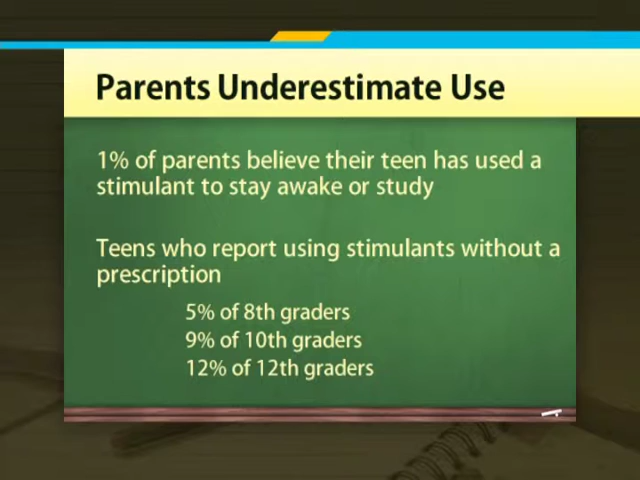 Parents Underestimate Use
1% of parents believe their teen has used a
stimulant to stay awake or study
Teens who report using stimulants without a
prescription
5% of 8th graders
9% of 10th graders
12% of 12th graders